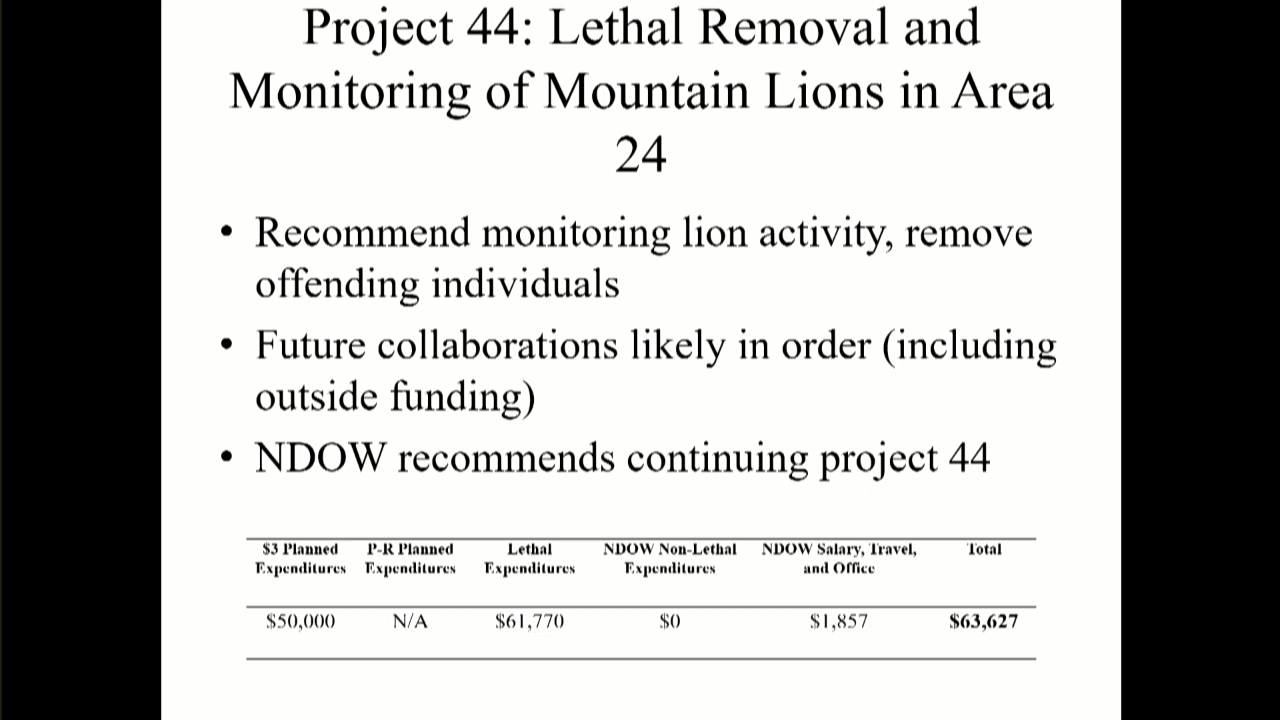 Project 44: Lethal Removal and
Monitoring of Mountain Lions in Area
24
• Recommend monitoring lion activity, remove
offending individuals
• Future collaborations likely in order (including
outside funding)
• NDOW recommends continuing project 44
$3 Planned P-R Planned Lethal NDOW Non-Lethal NDOW Salary, Travel, Total
Expenditures Expenditures Expenditures Expenditures and Office
$50,000 N/A $61,770 $0 $1,857 $63,627